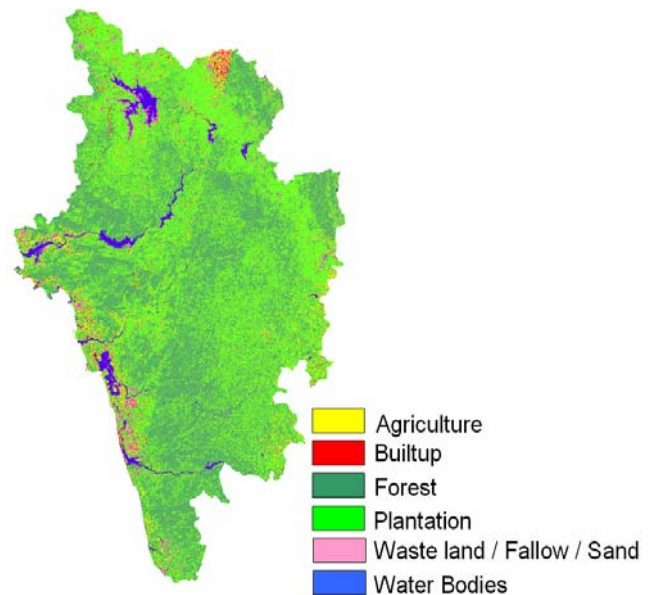 Agriculture
Builtup
Forest
Plantation
Waste land / Fallow / Sand
Water Bodies